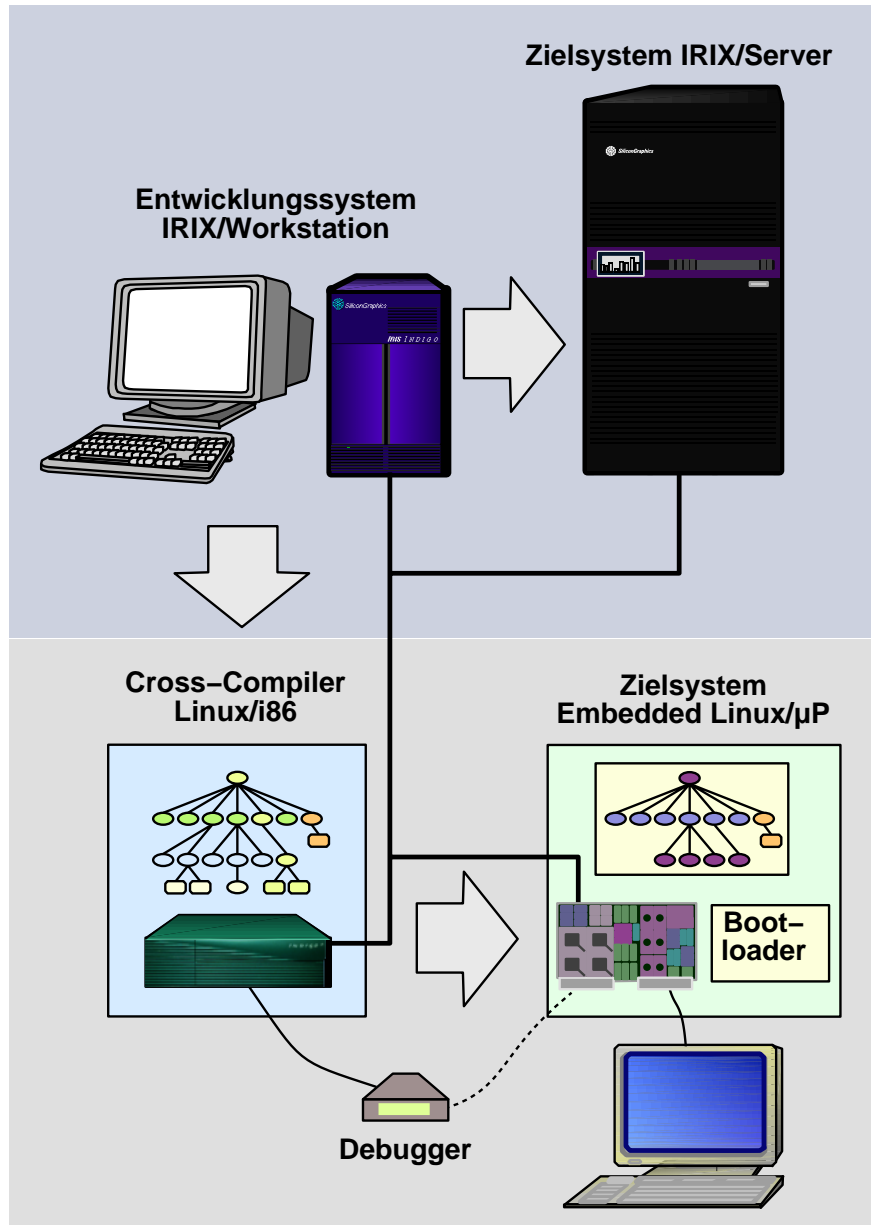 Zielsystem IRIX/Server
SiliconGraphics
Entwicklungssystem
IRIX/Workstation
SiliconGraphics
INDIGO
Cross−Compiler
Linux/i86
Zielsystem
Embedded Linux/µP
Boot−
loader
Debugger